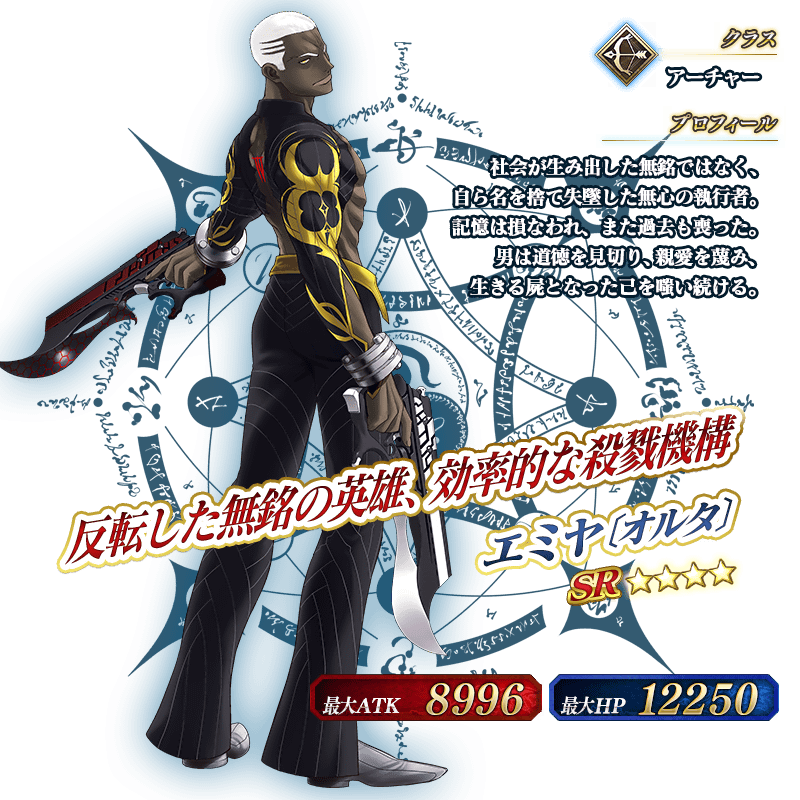 クラス
アーチャー
プロフィール
社会が生み出した無銘ではなく、
自ら名を捨て失墜した無心の執行者。
記憶は損なわれ、また過去も喪った。
男は道徳を見切り、親愛を蔑み、
生きる屍となった己を嗤い続ける。
反転した無銘の英雄、効率的な殺戮機構
エミヤ〔オルタ〕
SR
最大ATK 8996
最大HP 12250